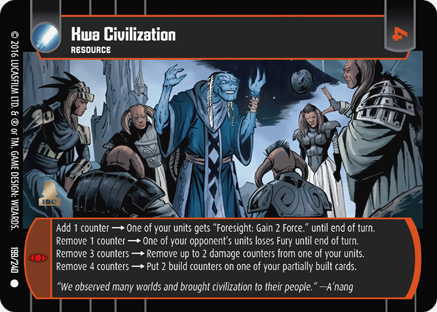 Kwa Civilization
RESOURCE
4
© 2016 LUCASFILM LTD. & ® or TM. GAME DESIGN: WIZARDS.
IDC
Add 1 counter → One of your units gets "Foresight: Gain 2 Force." until end of turn.
Remove 1 counter → One of your opponent's units loses Fury until end of turn.
Remove 3 counters → Remove up to 2 damage counters from one of your units.
Remove 4 counters → Put 2 build counters on one of your partially built cards.
"We observed many worlds and brought civilization to their people." —A'nang